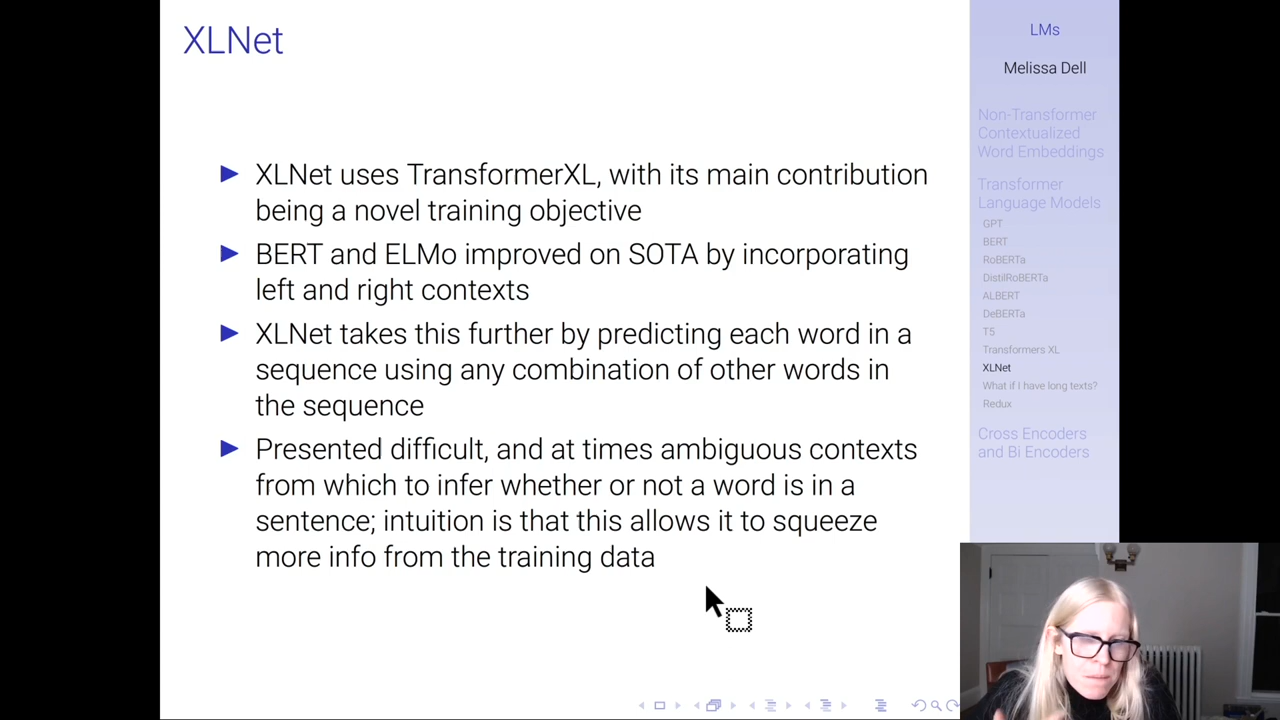 XLNet
XLNet uses TransformerXL, with its main contribution
being a novel training objective
BERT and ELMo improved on SOTA by incorporating
left and right contexts
XLNet takes this further by predicting each word in a
sequence using any combination of other words in
the sequence
Presented difficult, and at times ambiguous contexts
from which to infer whether or not a word is in a
sentence; intuition is that this allows it to squeeze
more info from the training data
LMs
Melissa Dell
Non-Transformer
Contextualized
Word Embeddings
Transformer
Language Models
GPT
BERT
RoBERTa
DistilRoBERTa
ALBERT
DeBERTa
T5
Transformers XL
XLNet
What if I have long texts?
Redux
Cross Encoders
and Bi Encoders